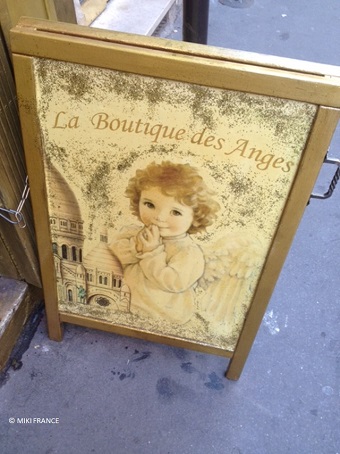 La Boutique des Anges
© MIKI FRANCE